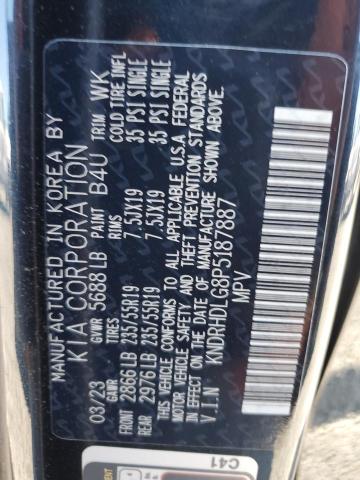 MANUFACTURED IN KOREA BY
KIA CORPORATION
03/23 GVWR 5688 LB PAINT B4U TRIM WK
GAWR TIRES RIMS COLD TIRE INFL
FRONT 2866 LB 235/55R19 7.5JX19 35 PSI SINGLE
REAR 2976 LB 235/55R19 7.5JX19 35 PSI SINGLE
THIS VEHICLE CONFORMS TO ALL APPLICABLE U.S.A FEDERAL
MOTOR VEHICLE SAFETY AND THEFT PREVENTION STANDARDS
IN EFFECT ON THE DATE OF MANUFACTURE SHOWN ABOVE.
V.I.N KNDRHDLG8P5187887
MPV
C41